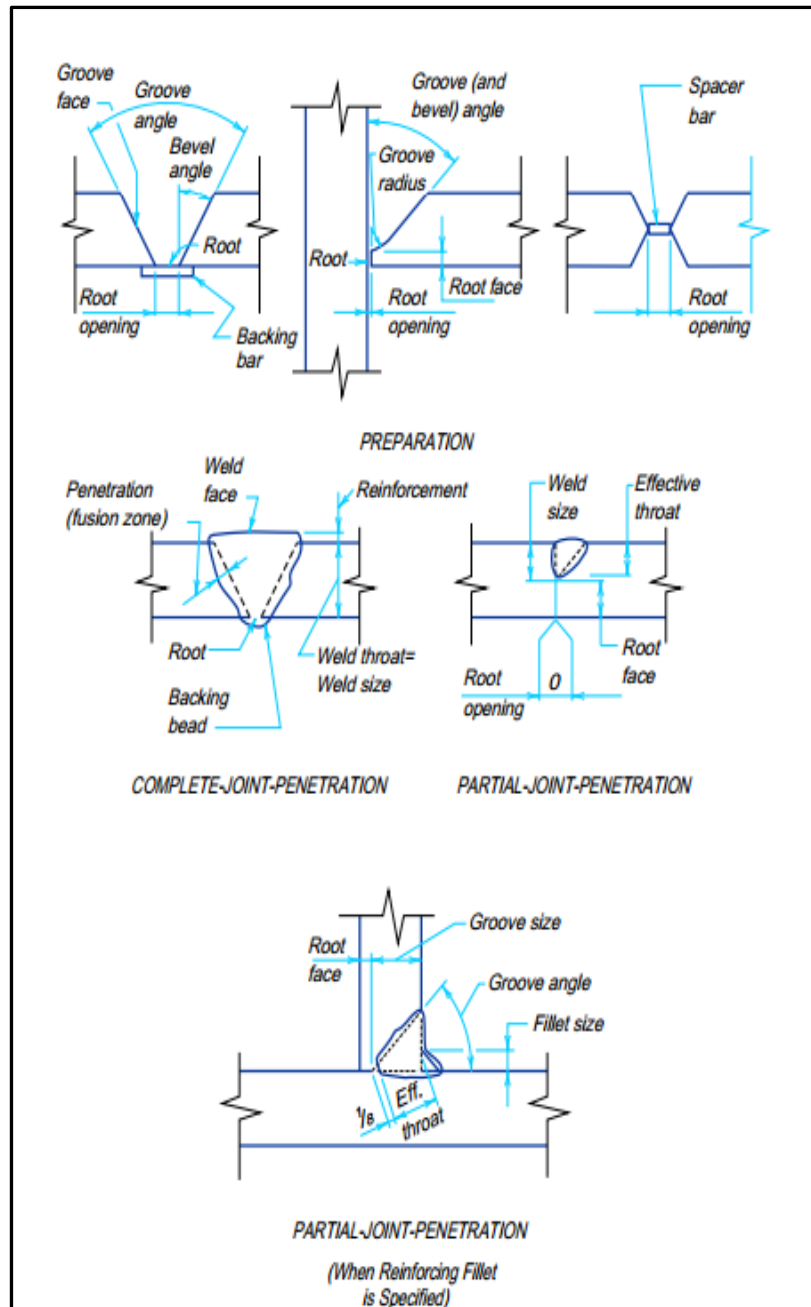 Groove
face
Groove
angle
Bevel
angle
Root
Root
opening
Backing
bar
Groove (and
bevel) angle
Groove
radius
Root
Root face
Root
opening
Spacer
bar
Root
opening
PREPARATION
Weld
face
Penetration
(fusion zone)
Reinforcement
Root
Weld throat=
Weld size
Backing
bead
COMPLETE-JOINT-PENETRATION
Weld
size
Effective
throat
Root
face
Root
opening
0
PARTIAL-JOINT-PENETRATION
Root
face
Groove size
Groove angle
Fillet size
1/8
Eff.
throat
PARTIAL-JOINT-PENETRATION
(When Reinforcing Fillet
is Specified)